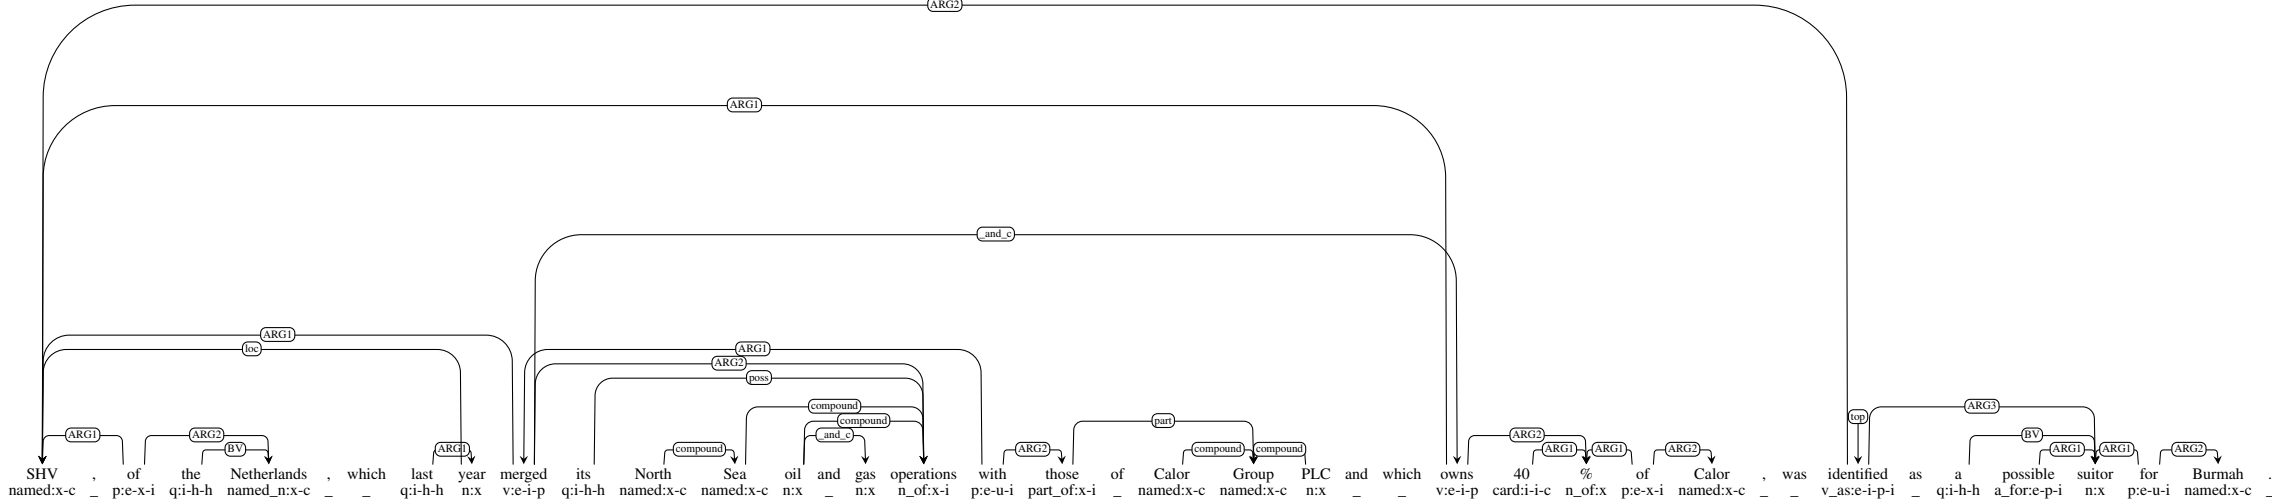 ARG2
ARG1
_and_c
ARG1
loc ARG1
ARG2
poss
compound
compound
_and_c
ARG1 ARG2 BV ARG1 compound ARG2 part compound compound ARG2 ARG1 ARG1 ARG2 top ARG3 BV ARG1 ARG1 ARG2
SHV , of the Netherlands , which last year merged its North Sea oil and gas operations with those of Calor Group PLC and which owns 40 % of Calor , was identified as a possible suitor for Burmah .
named:x-c _ p:e-x-i q:i-h-h named_n:x-c _ _ q:i-h-h n:x v:e-i-p q:i-h-h named:x-c named:x-c n:x _ n:x n_of:x-i p:e-u-i part_of:x-i _ named:x-c named:x-c n:x _ _ v:e-i-p card:i-i-c n_of:x p:e-x-i named:x-c _ _ v_as:e-i-p-i _ q:i-h-h a_for:e-p-i n:x p:e-u-i named:x-c _